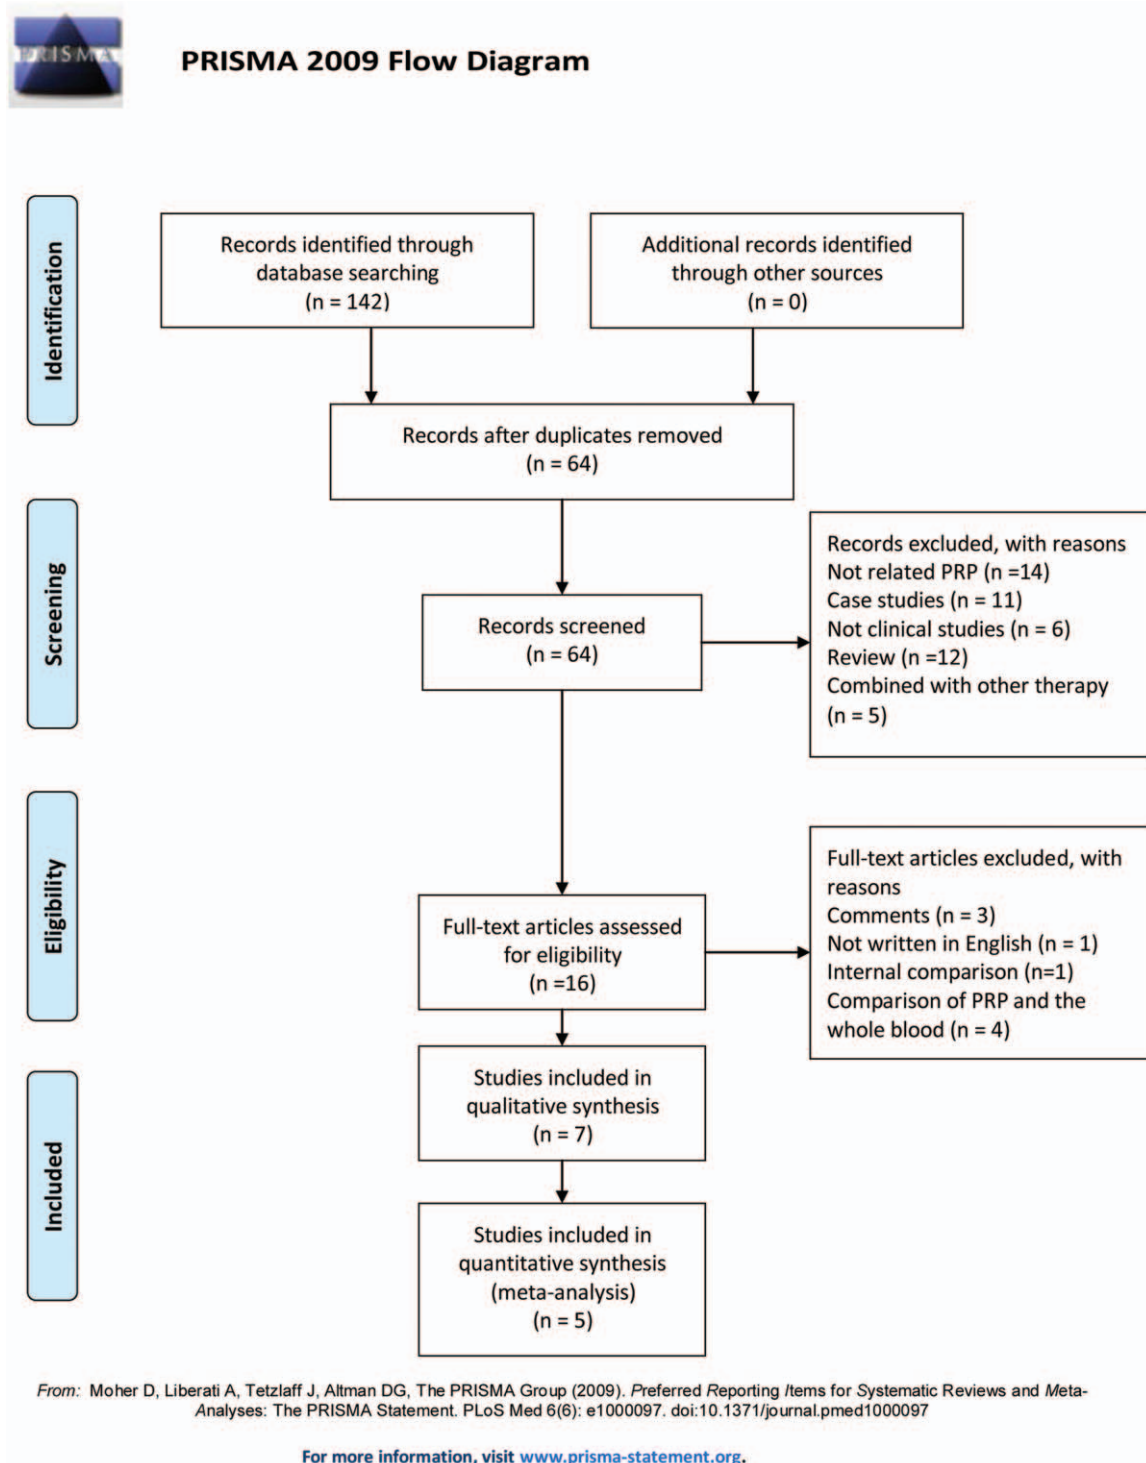 PRISMA
PRISMA 2009 Flow Diagram
Identification
Records identified through
database searching
(n = 142)
Additional records identified
through other sources
(n = 0)
Records after duplicates removed
(n = 64)
Screening
Records screened
(n = 64)
Records excluded, with reasons
Not related PRP (n =14)
Case studies (n = 11)
Not clinical studies (n = 6)
Review (n =12)
Combined with other therapy
(n = 5)
Eligibility
Full-text articles assessed
for eligibility
(n =16)
Full-text articles excluded, with
reasons
Comments (n = 3)
Not written in English (n = 1)
Internal comparison (n=1)
Comparison of PRP and the
whole blood (n = 4)
Included
Studies included in
qualitative synthesis
(n = 7)
Studies included in
quantitative synthesis
(meta-analysis)
(n = 5)
From: Moher D, Liberati A, Tetzlaff J, Altman DG, The PRISMA Group (2009). Preferred Reporting Items for Systematic Reviews and Meta-
Analyses: The PRISMA Statement. PLoS Med 6(6): e1000097. doi:10.1371/journal.pmed1000097
For more information, visit www.prisma-statement.org.